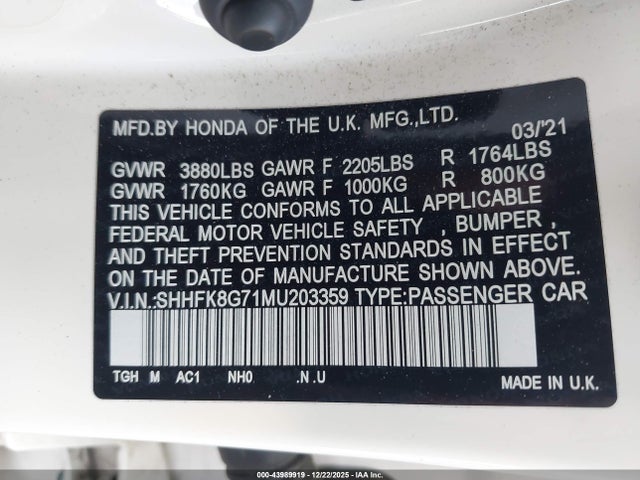 MFD.BY HONDA OF THE U.K. MFG.,LTD. 03/'21
GVWR 3880LBS GAWR F 2205LBS R 1764LBS
GVWR 1760KG GAWR F 1000KG R 800KG
THIS VEHICLE CONFORMS TO ALL APPLICABLE
FEDERAL MOTOR VEHICLE SAFETY , BUMPER ,
AND THEFT PREVENTION STANDARDS IN EFFECT
ON THE DATE OF MANUFACTURE SHOWN ABOVE.
V.I.N.:SHHFK8G71MU203359 TYPE:PASSENGER CAR
TGH M AC1 NH0 .N .U
MADE IN U.K.
000-43989919 | 12/22/2025 | IAAI.COM